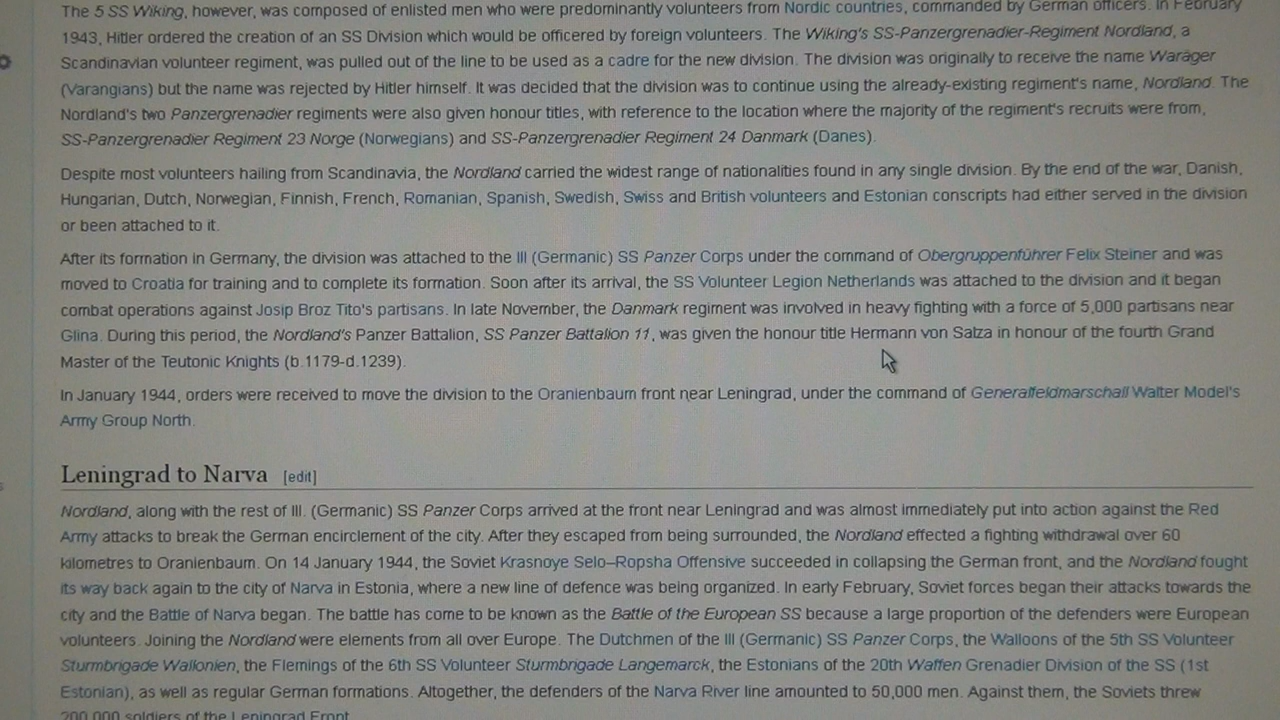 The 5 SS Wiking, however, was composed of enlisted men who were predominantly volunteers from Nordic countries, commanded by German officers. In February
1943, Hitler ordered the creation of an SS Division which would be officered by foreign volunteers. The Wiking's SS-Panzergrenadier-Regiment Nordland, a
Scandinavian volunteer regiment, was pulled out of the line to be used as a cadre for the new division. The division was originally to receive the name Waräger
(Varangians) but the name was rejected by Hitler himself. It was decided that the division was to continue using the already-existing regiment's name, Nordland. The
Nordland's two Panzergrenadier regiments were also given honour titles, with reference to the location where the majority of the regiment's recruits were from,
SS-Panzergrenadier Regiment 23 Norge (Norwegians) and SS-Panzergrenadier Regiment 24 Danmark (Danes).
Despite most volunteers hailing from Scandinavia, the Nordland carried the widest range of nationalities found in any single division. By the end of the war, Danish,
Hungarian, Dutch, Norwegian, Finnish, French, Romanian, Spanish, Swedish, Swiss and British volunteers and Estonian conscripts had either served in the division
or been attached to it.
After its formation in Germany, the division was attached to the III (Germanic) SS Panzer Corps under the command of Obergruppenführer Felix Steiner and was
moved to Croatia for training and to complete its formation. Soon after its arrival, the SS Volunteer Legion Netherlands was attached to the division and it began
combat operations against Josip Broz Tito's partisans. In late November, the Danmark regiment was involved in heavy fighting with a force of 5,000 partisans near
Glina. During this period, the Nordland's Panzer Battalion, SS Panzer Battalion 11, was given the honour title Hermann von Salza in honour of the fourth Grand
Master of the Teutonic Knights (b.1179-d.1239).
In January 1944, orders were received to move the division to the Oranienbaum front near Leningrad, under the command of Generalfeldmarschall Walter Model's
Army Group North.
Leningrad to Narva [edit]
Nordland, along with the rest of III. (Germanic) SS Panzer Corps arrived at the front near Leningrad and was almost immediately put into action against the Red
Army attacks to break the German encirclement of the city. After they escaped from being surrounded, the Nordland effected a fighting withdrawal over 60
kilometres to Oranienbaum. On 14 January 1944, the Soviet Krasnoye Selo–Ropsha Offensive succeeded in collapsing the German front, and the Nordland fought
its way back again to the city of Narva in Estonia, where a new line of defence was being organized. In early February, Soviet forces began their attacks towards the
city and the Battle of Narva began. The battle has come to be known as the Battle of the European SS because a large proportion of the defenders were European
volunteers. Joining the Nordland were elements from all over Europe. The Dutchmen of the III (Germanic) SS Panzer Corps, the Walloons of the 5th SS Volunteer
Sturmbrigade Wallonien, the Flemings of the 6th SS Volunteer Sturmbrigade Langemarck, the Estonians of the 20th Waffen Grenadier Division of the SS (1st
Estonian), as well as regular German formations. Altogether, the defenders of the Narva River line amounted to 50,000 men. Against them, the Soviets threw
200,000 soldiers of the Leningrad Front